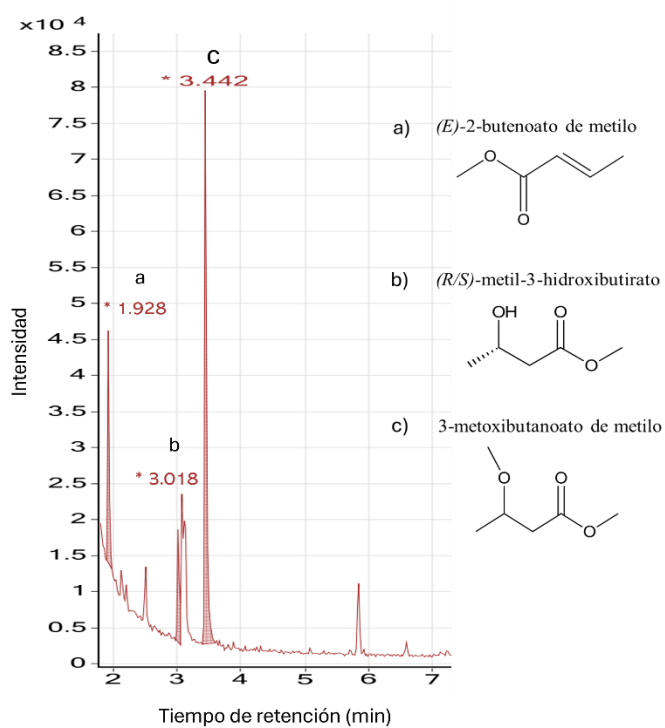 ×10 4
8.5
8
7.5
7
6.5
6
5.5
5
4.5
4
3.5
3
2.5
2
1.5
1
0.5
0
Intensidad
C
* 3.442
a
* 1.928
b
* 3.018
2 3 4 5 6 7
Tiempo de retención (min)
a) (E)-2-butenoato de metilo
O
O
b) (R/S)-metil-3-hidroxibutirato
OH O
O
c) 3-metoxibutanoato de metilo
O O
O